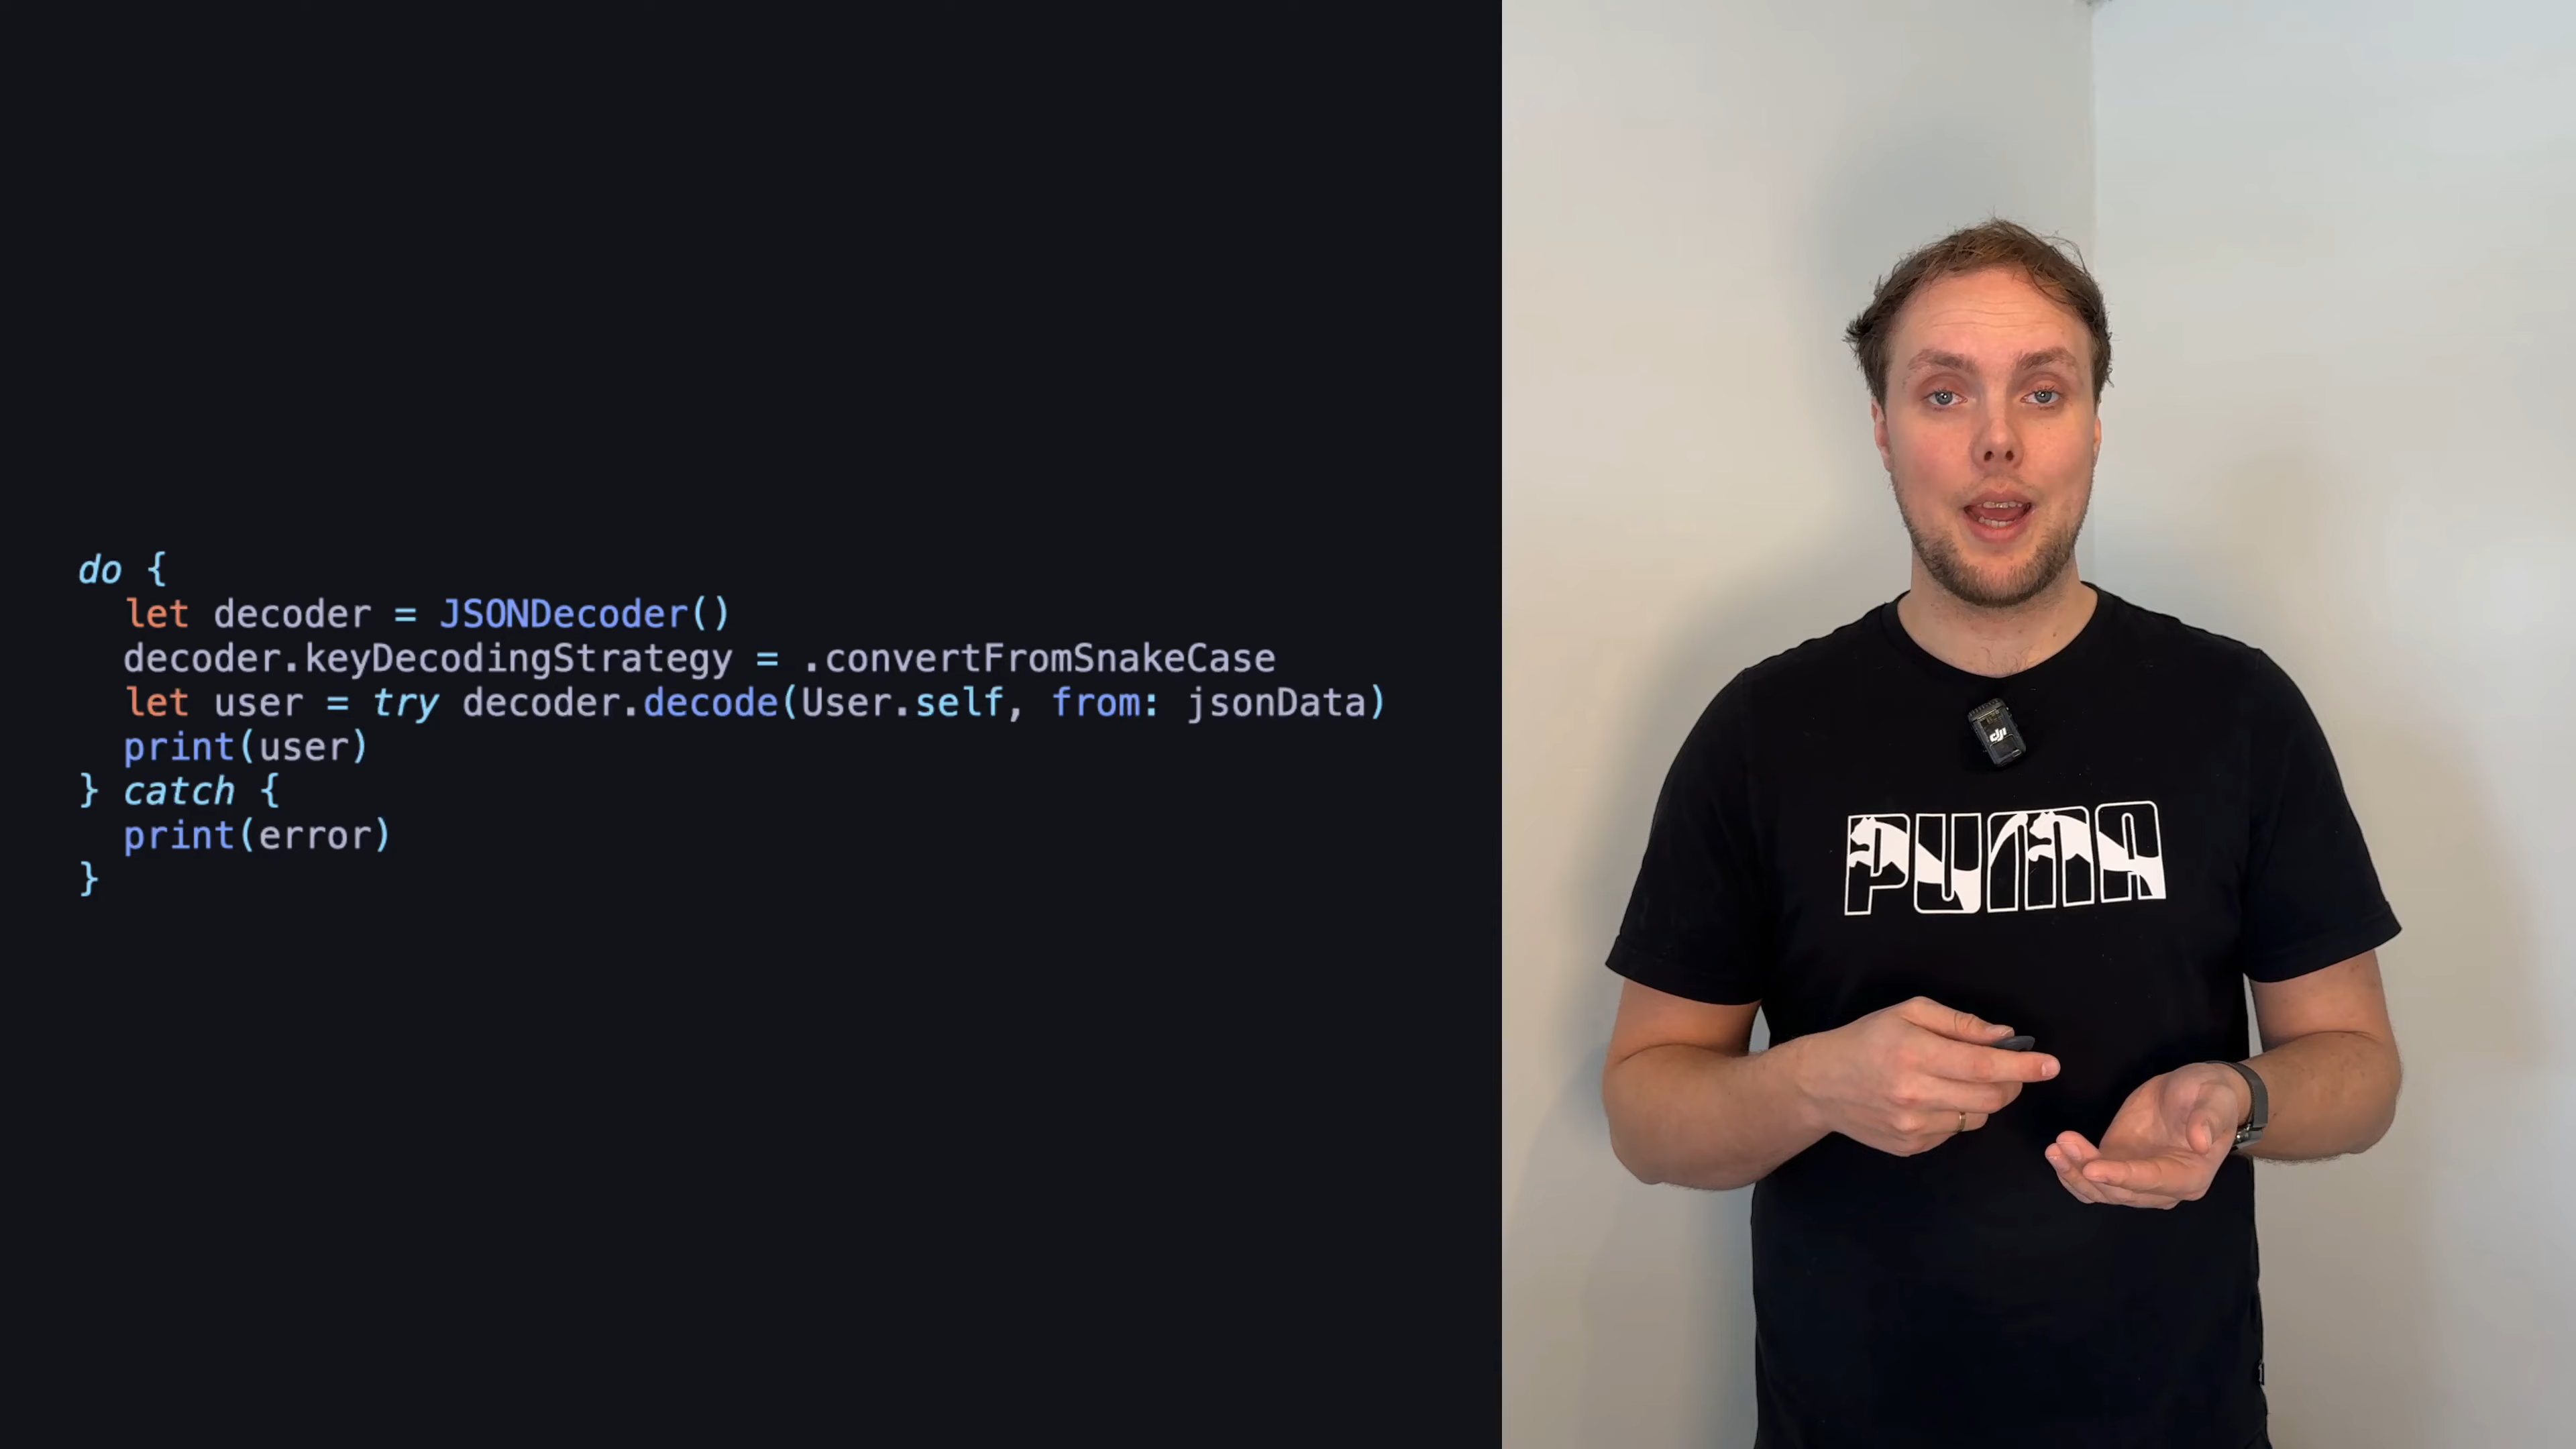 do {
  let decoder = JSONDecoder()
  decoder.keyDecodingStrategy = .convertFromSnakeCase
  let user = try decoder.decode(User.self, from: jsonData)
  print(user)
} catch {
  print(error)
}
dji
PUMA